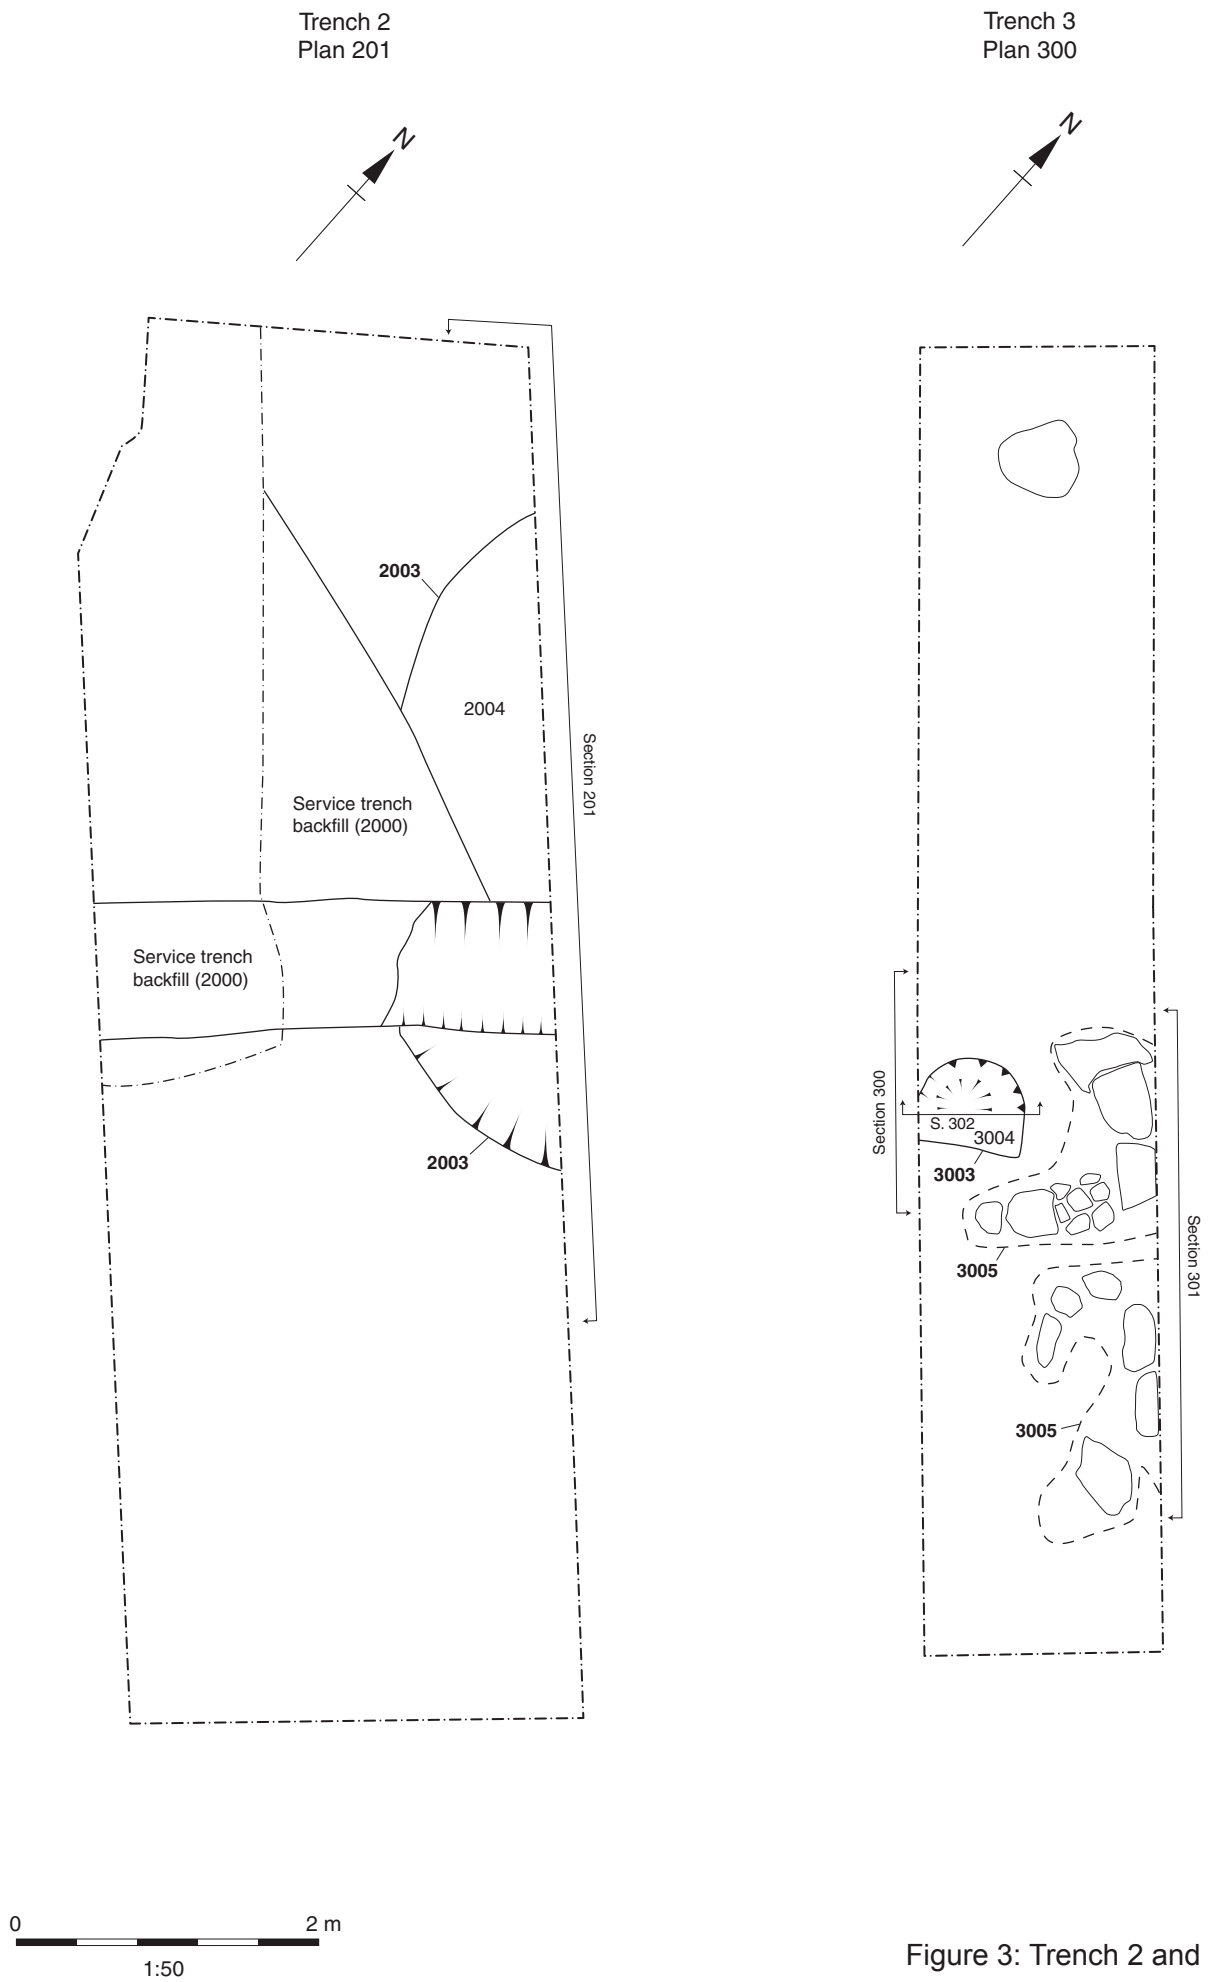 Trench 2
Plan 201
Trench 3
Plan 300
N
N
2003
2004
Section 201
Service trench
backfill (2000)
Service trench
backfill (2000)
2003
Section 300
S. 302
3004
3003
3005
Section 301
3005
0
2 m
1:50
Figure 3: Trench 2 and